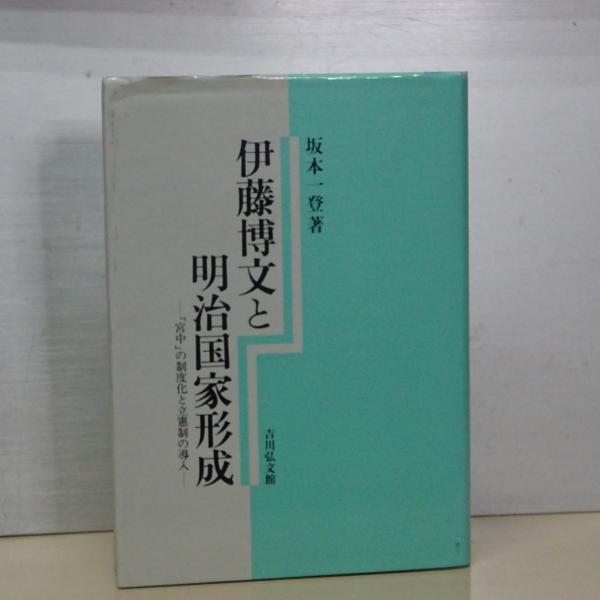 坂本一登著
伊藤博文と
明治国家形成
―「宮中」の制度化と立憲制の導入―
吉川弘文館